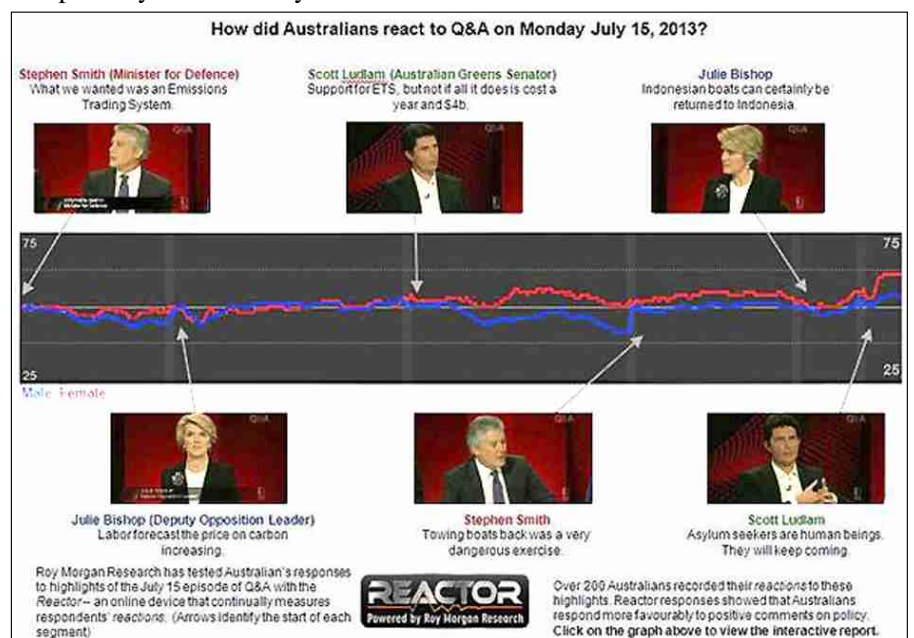 How did Australians react to Q&A on Monday July 15, 2013?
Stephen Smith (Minister for Defence)
What we wanted was an Emissions
Trading System.
Scott Ludlam (Australian Greens Senator)
Support for ETS, but not if all it does is cost a
year and $4b.
Julie Bishop
Indonesian boats can certainly be
returned to Indonesia.
Q&A
Q&A
Q&A
75
75
25
25
Male Female
Q&A
Q&A
Q&A
Julie Bishop (Deputy Opposition Leader)
Labor forecast the price on carbon
increasing.
Stephen Smith
Towing boats back was a very
dangerous exercise.
Scott Ludlam
Asylum seekers are human beings.
They will keep coming.
Roy Morgan Research has tested Australian's responses
to highlights of the July 15 episode of Q&A with the
Reactor – an online device that continually measures
respondents' reactions. (Arrows identify the start of each
segment)
REACTOR
Powered by Roy Morgan Research
Over 200 Australians recorded their reactions to these
highlights. Reactor responses showed that Australians
respond more favourably to positive comments on policy.
Click on the graph above to view the interactive report.